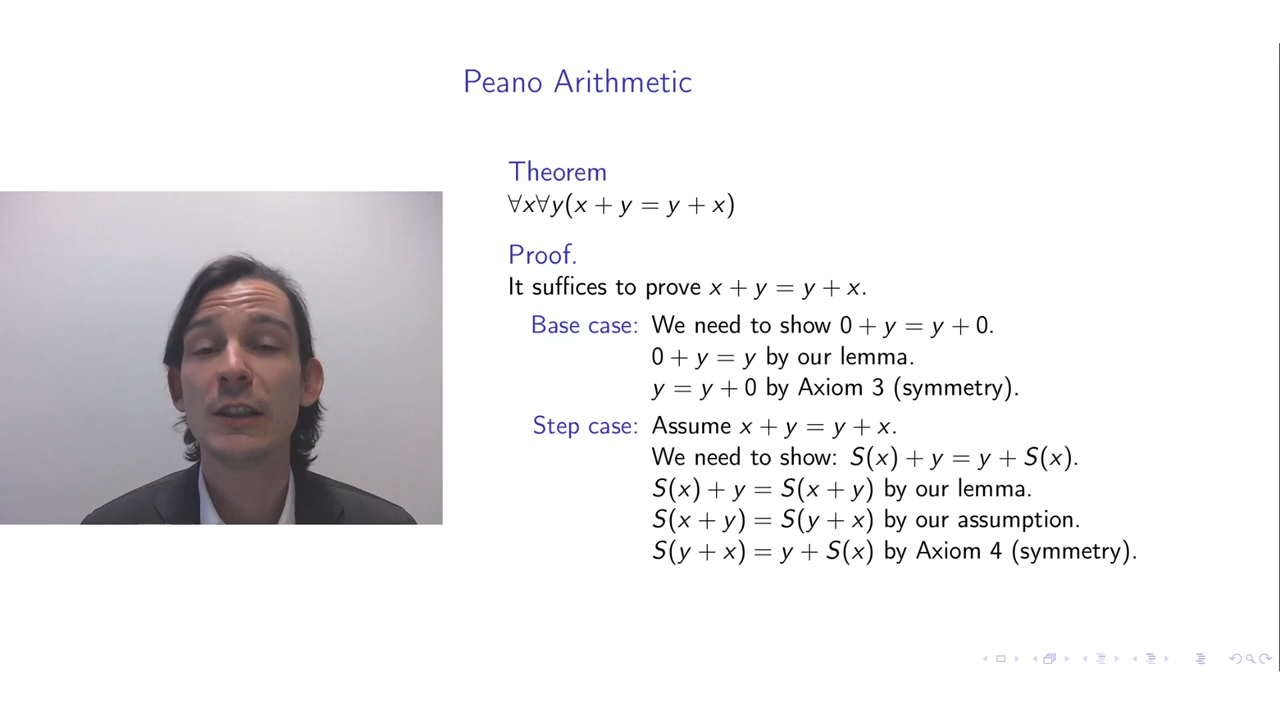 Peano Arithmetic
Theorem
∀x∀y(x + y = y + x)
Proof.
It suffices to prove x + y = y + x.
Base case: We need to show 0 + y = y + 0.
0 + y = y by our lemma.
y = y + 0 by Axiom 3 (symmetry).
Step case: Assume x + y = y + x.
We need to show: S(x) + y = y + S(x).
S(x) + y = S(x + y) by our lemma.
S(x + y) = S(y + x) by our assumption.
S(y + x) = y + S(x) by Axiom 4 (symmetry).